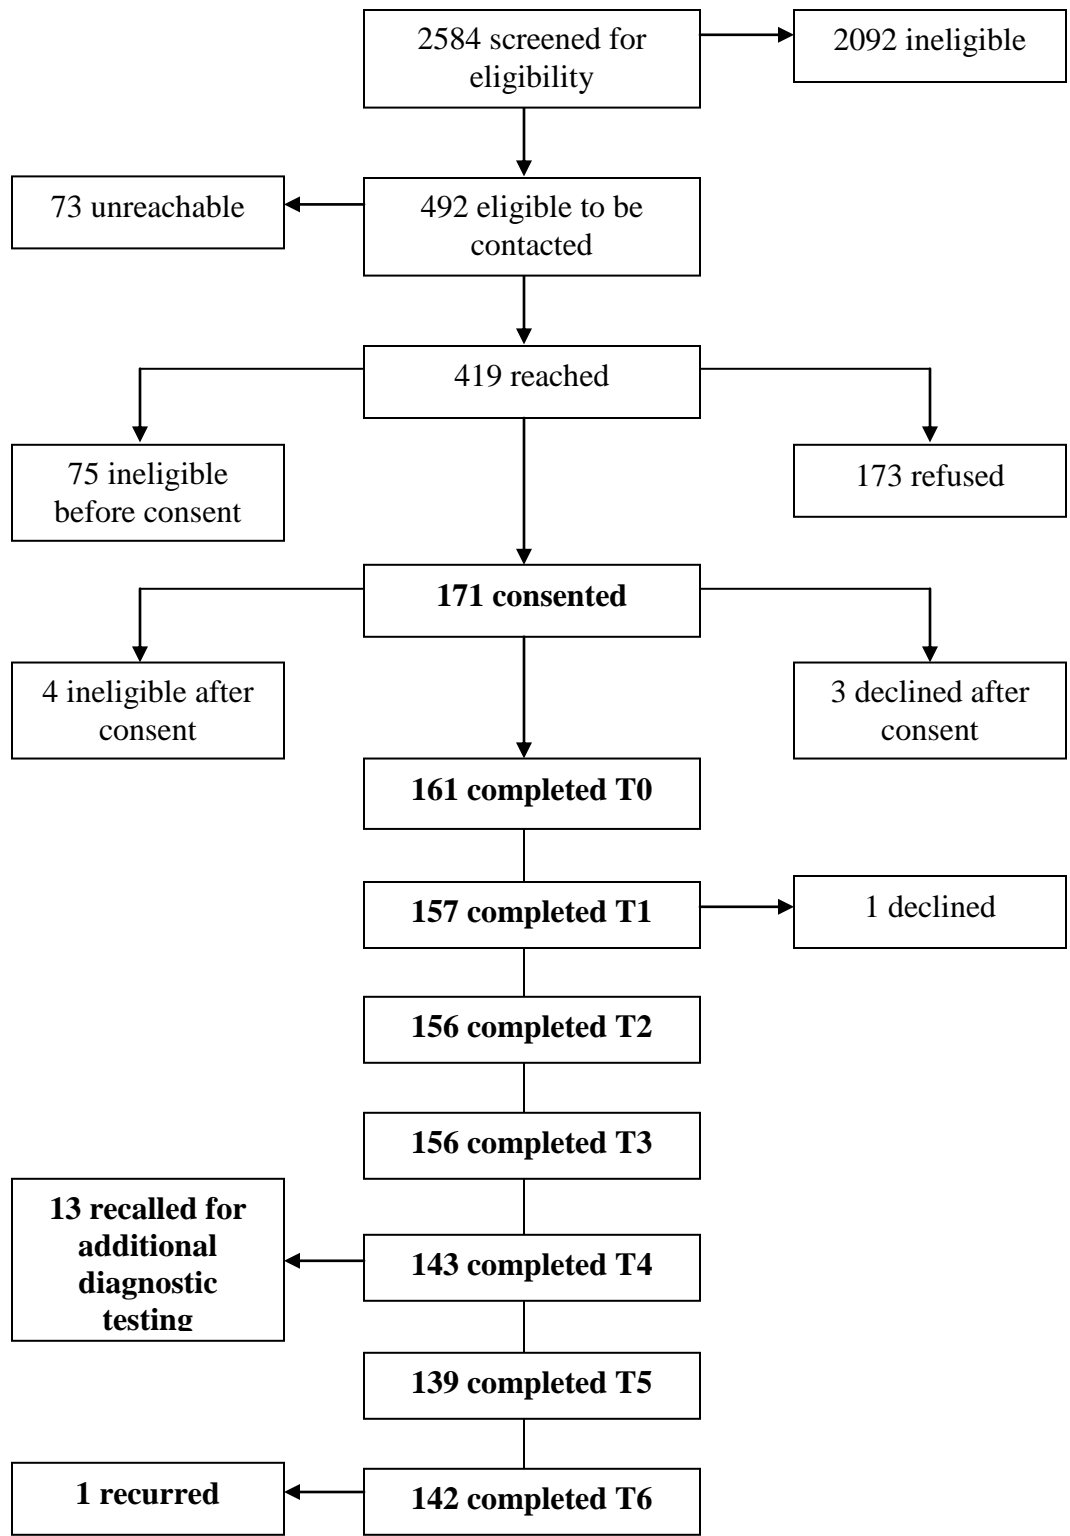 2584 screened for
eligibility
2092 ineligible
73 unreachable
492 eligible to be
contacted
419 reached
75 ineligible
before consent
173 refused
171 consented
4 ineligible after
consent
3 declined after
consent
161 completed T0
157 completed T1
1 declined
156 completed T2
156 completed T3
13 recalled for
additional
diagnostic
testing
143 completed T4
139 completed T5
1 recurred
142 completed T6